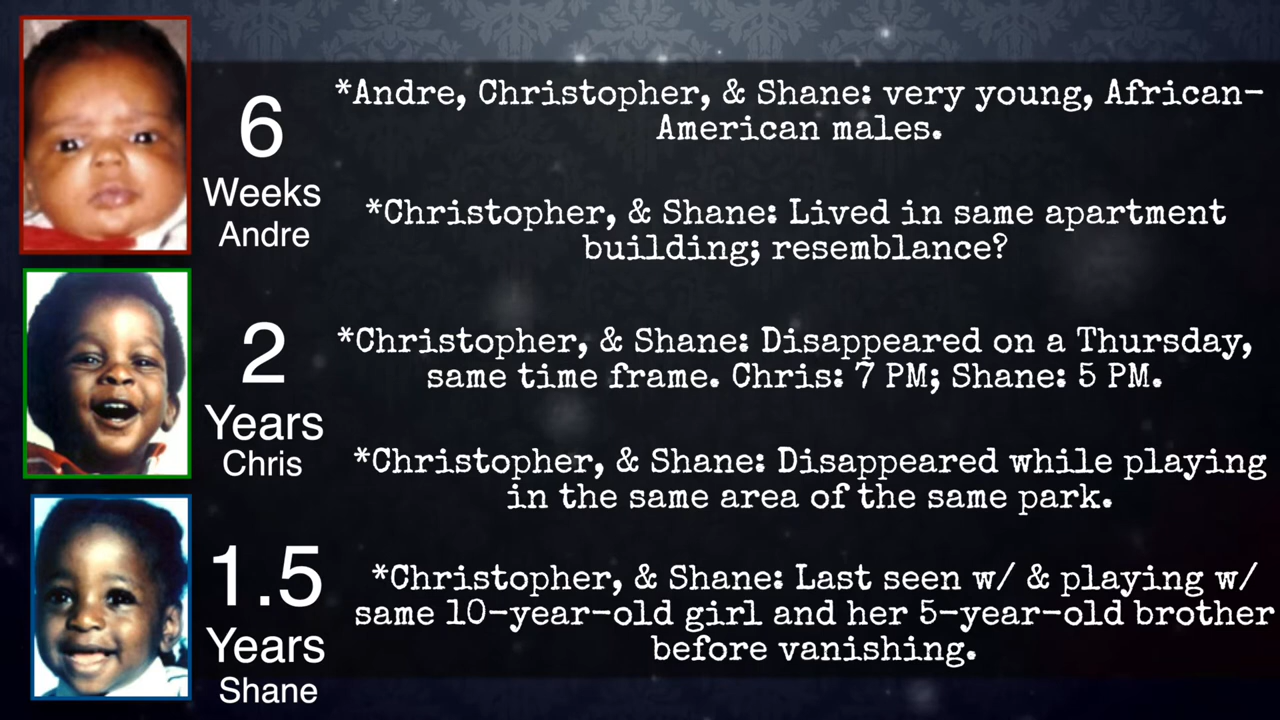 6
Weeks
Andre
2
Years
Chris
1.5
Years
Shane
*Andre, Christopher, & Shane: very young, African-
American males.
*Christopher, & Shane: Lived in same apartment
building; resemblance?
*Christopher, & Shane: Disappeared on a Thursday,
same time frame. Chris: 7 PM; Shane: 5 PM.
*Christopher, & Shane: Disappeared while playing
in the same area of the same park.
*Christopher, & Shane: Last seen w/ & playing w/
same 10-year-old girl and her 5-year-old brother
before vanishing.